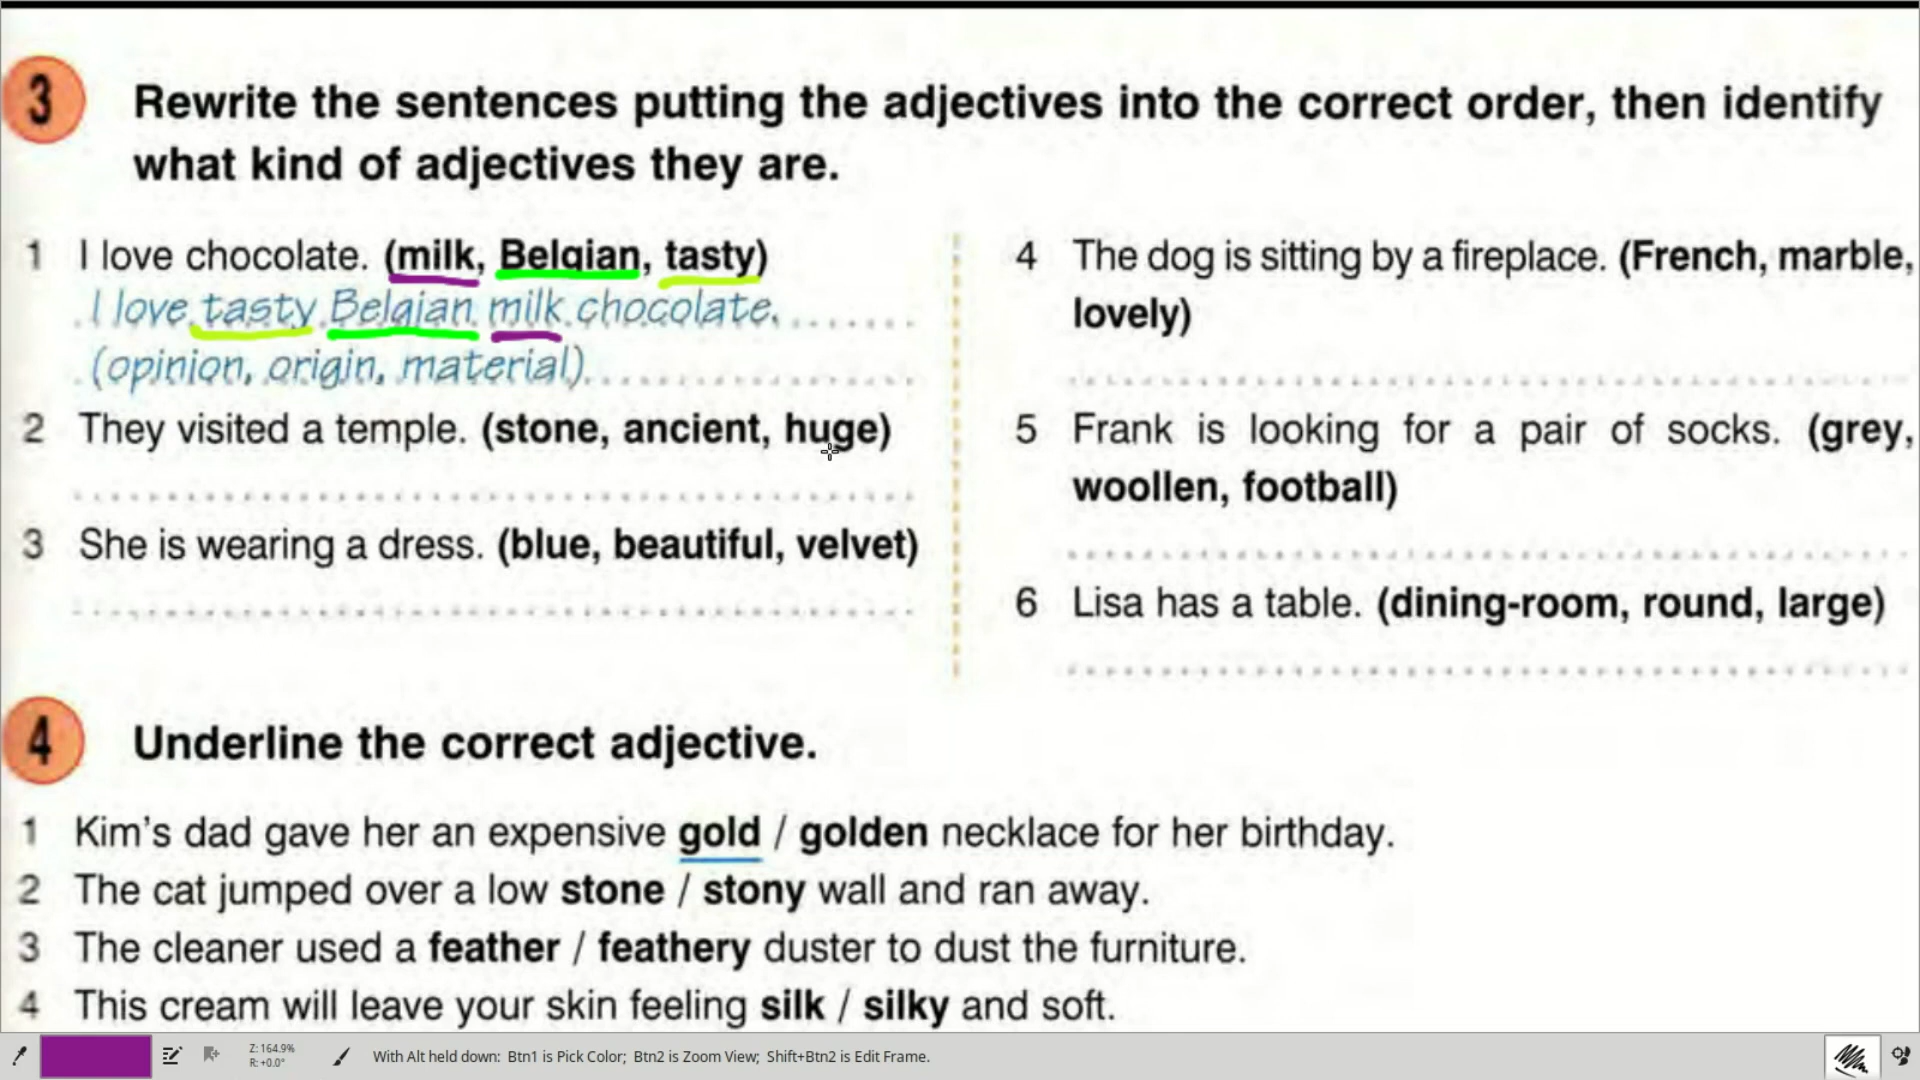 3 Rewrite the sentences putting the adjectives into the correct order, then identify
what kind of adjectives they are.
1 I love chocolate. (milk, Belgian, tasty)
I love tasty Belgian milk chocolate.
(opinion, origin, material)
2 They visited a temple. (stone, ancient, huge)
3 She is wearing a dress. (blue, beautiful, velvet)
4 The dog is sitting by a fireplace. (French, marble,
lovely)
5 Frank is looking for a pair of socks. (grey,
woollen, football)
6 Lisa has a table. (dining-room, round, large)
4 Underline the correct adjective.
1 Kim's dad gave her an expensive gold / golden necklace for her birthday.
2 The cat jumped over a low stone / stony wall and ran away.
3 The cleaner used a feather / feathery duster to dust the furniture.
4 This cream will leave your skin feeling silk / silky and soft.
Z: 164.9%
R: +0.0°
With Alt held down: Btn1 is Pick Color; Btn2 is Zoom View; Shift+Btn2 is Edit Frame.